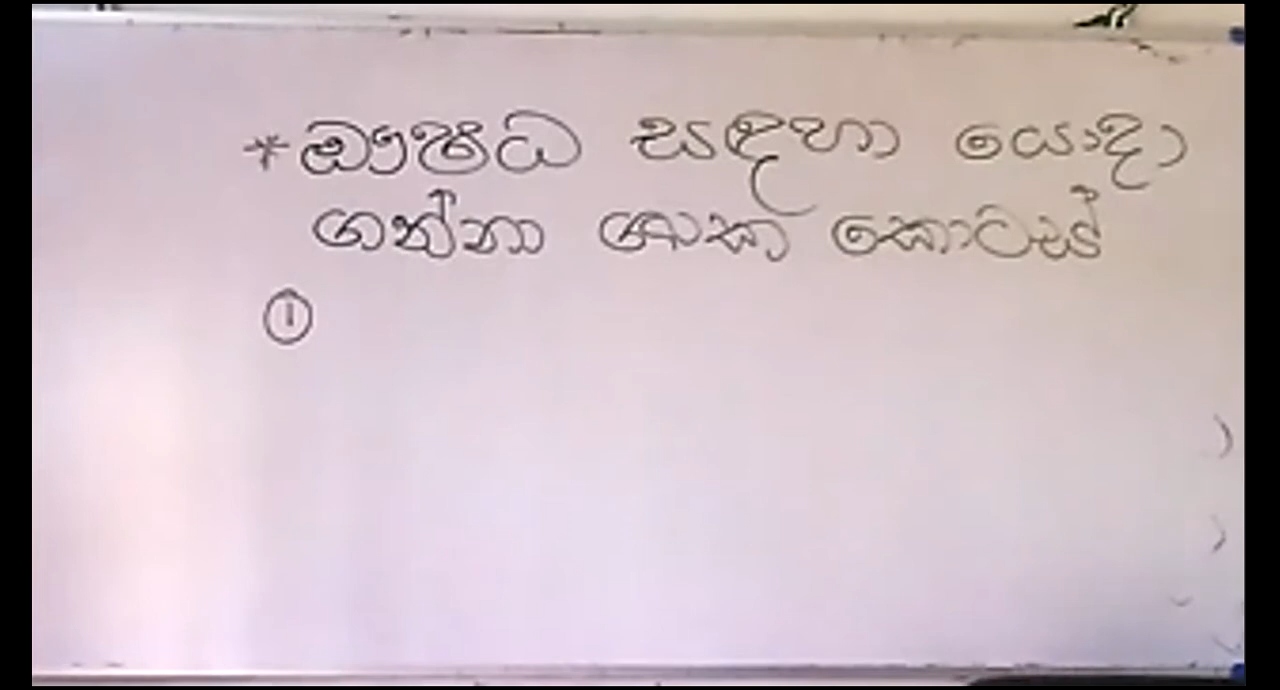 * ඖෂධ සඳහා යොදා
ගන්නා ශාක කොටස්
①